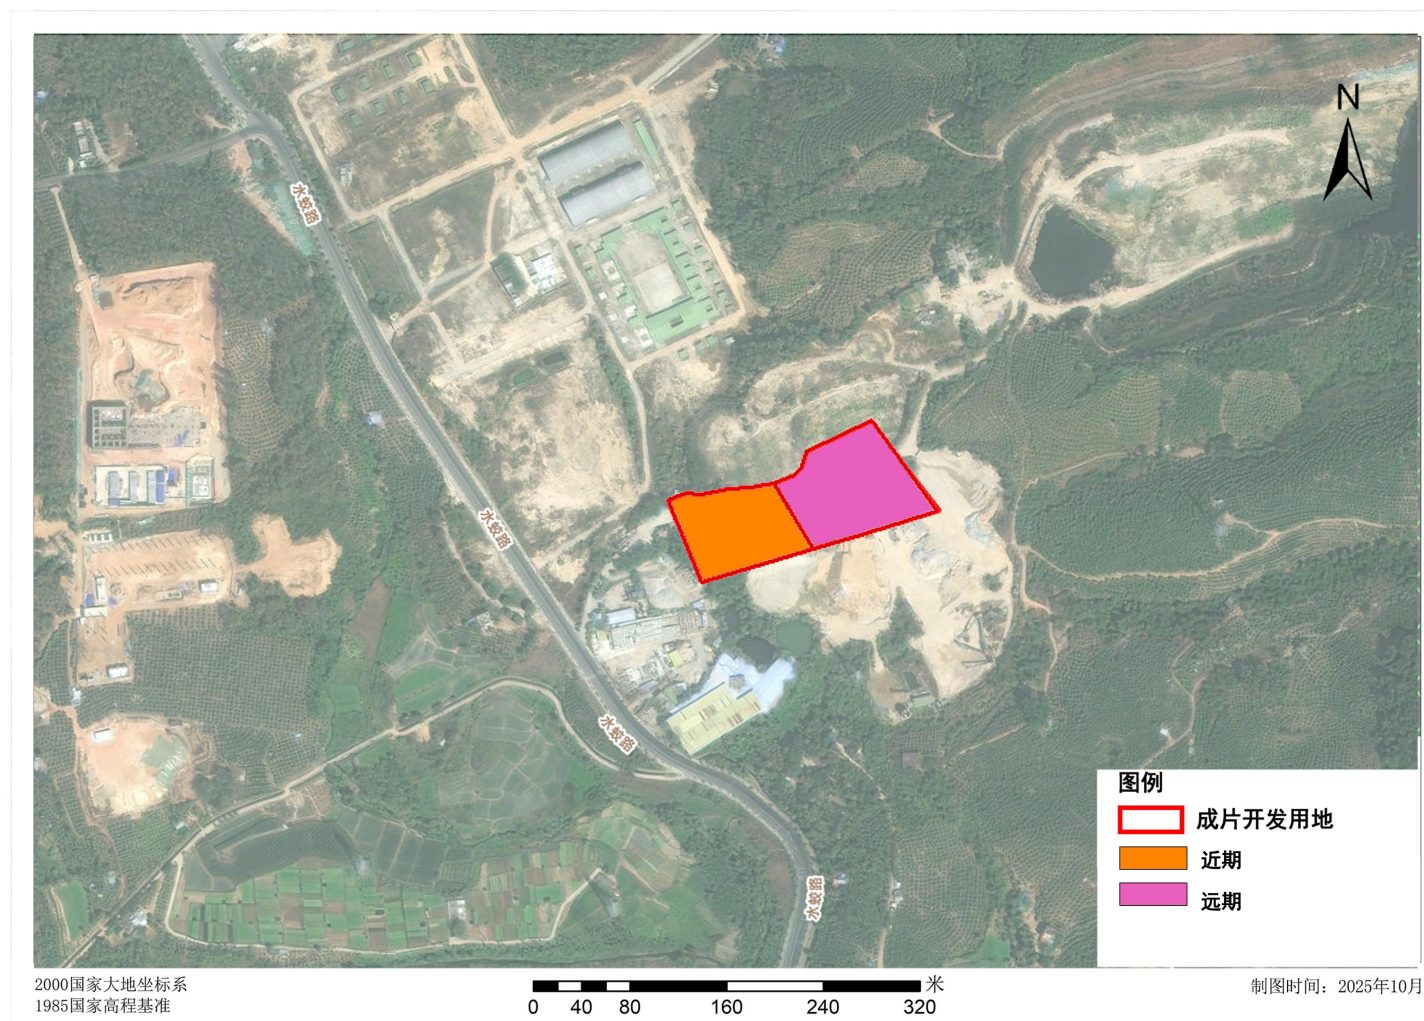 N
水蛟路
水蛟路
水蛟路
水蛟路
图例
成片开发用地
近期
远期
2000国家大地坐标系
1985国家高程基准
米
0 40 80 160 240 320
制图时间：2025年10月